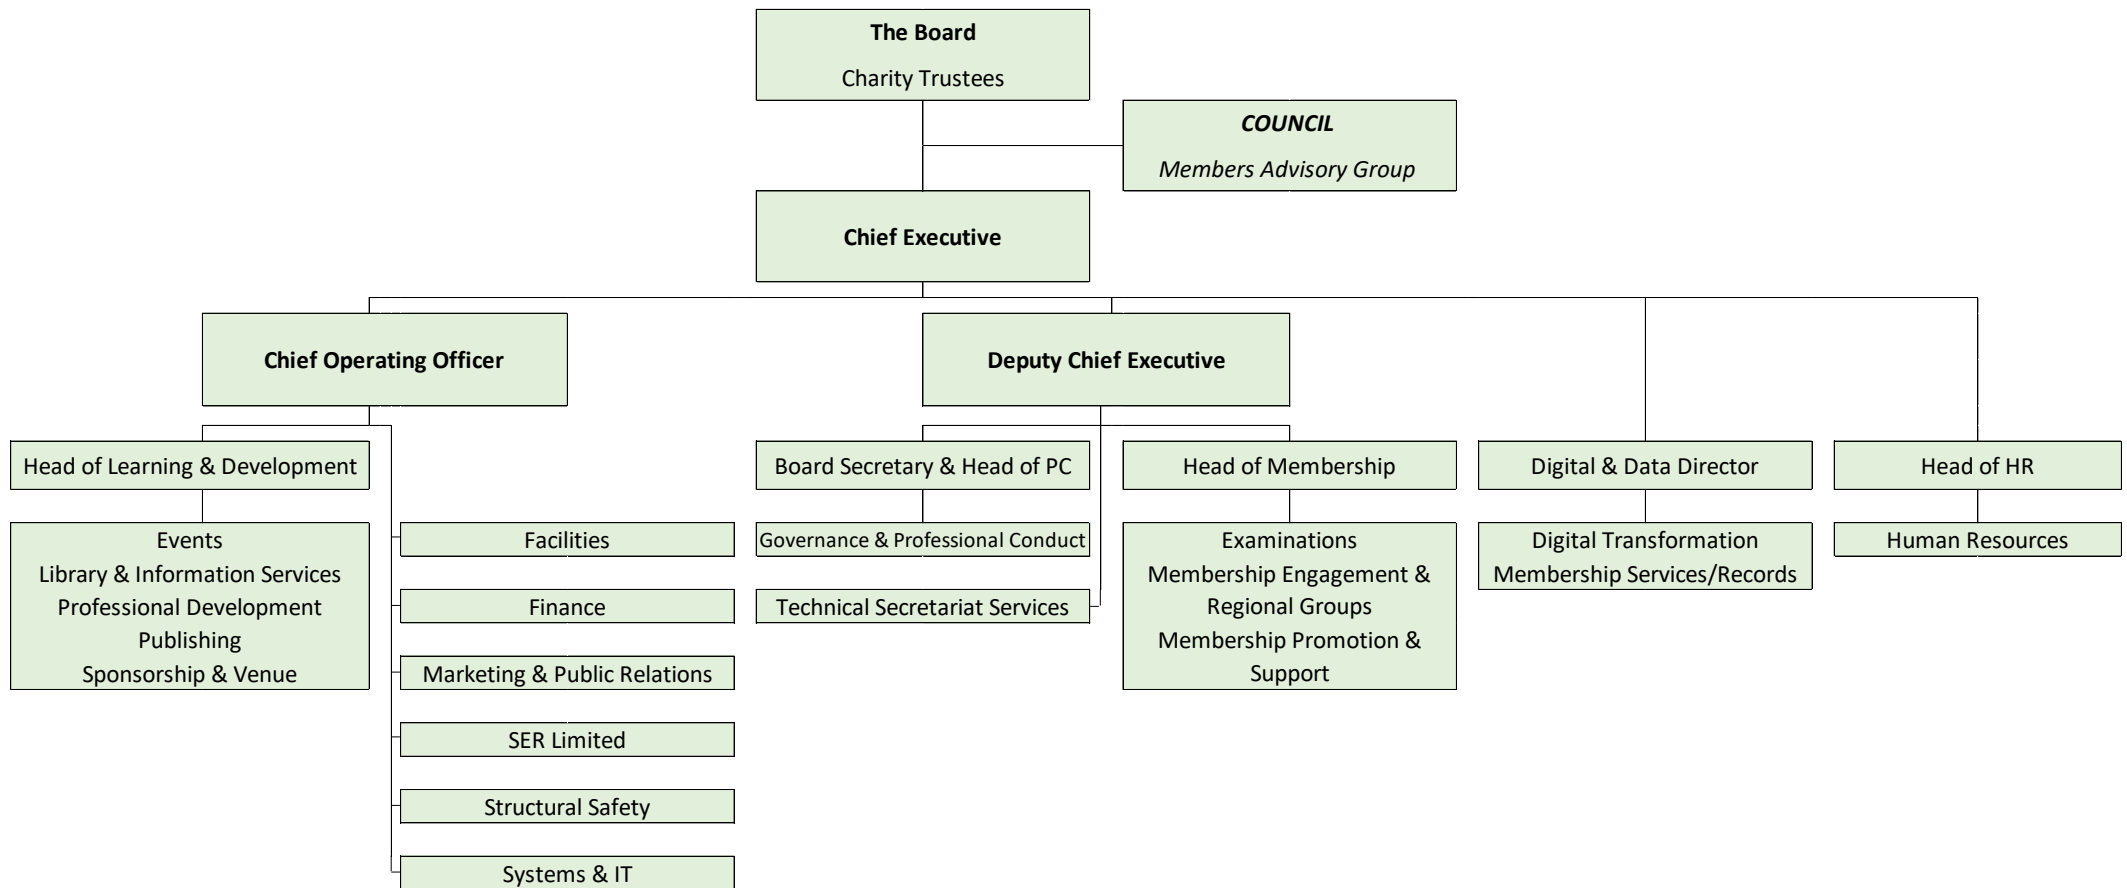 The Board
Charity Trustees
COUNCIL
Members Advisory Group
Chief Executive
Chief Operating Officer
Deputy Chief Executive
Head of Learning & Development
Board Secretary & Head of PC
Head of Membership
Digital & Data Director
Head of HR
Events
Library & Information Services
Professional Development
Publishing
Sponsorship & Venue
Facilities
Finance
Marketing & Public Relations
SER Limited
Structural Safety
Systems & IT
Governance & Professional Conduct
Technical Secretariat Services
Examinations
Membership Engagement &
Regional Groups
Membership Promotion &
Support
Digital Transformation
Membership Services/Records
Human Resources